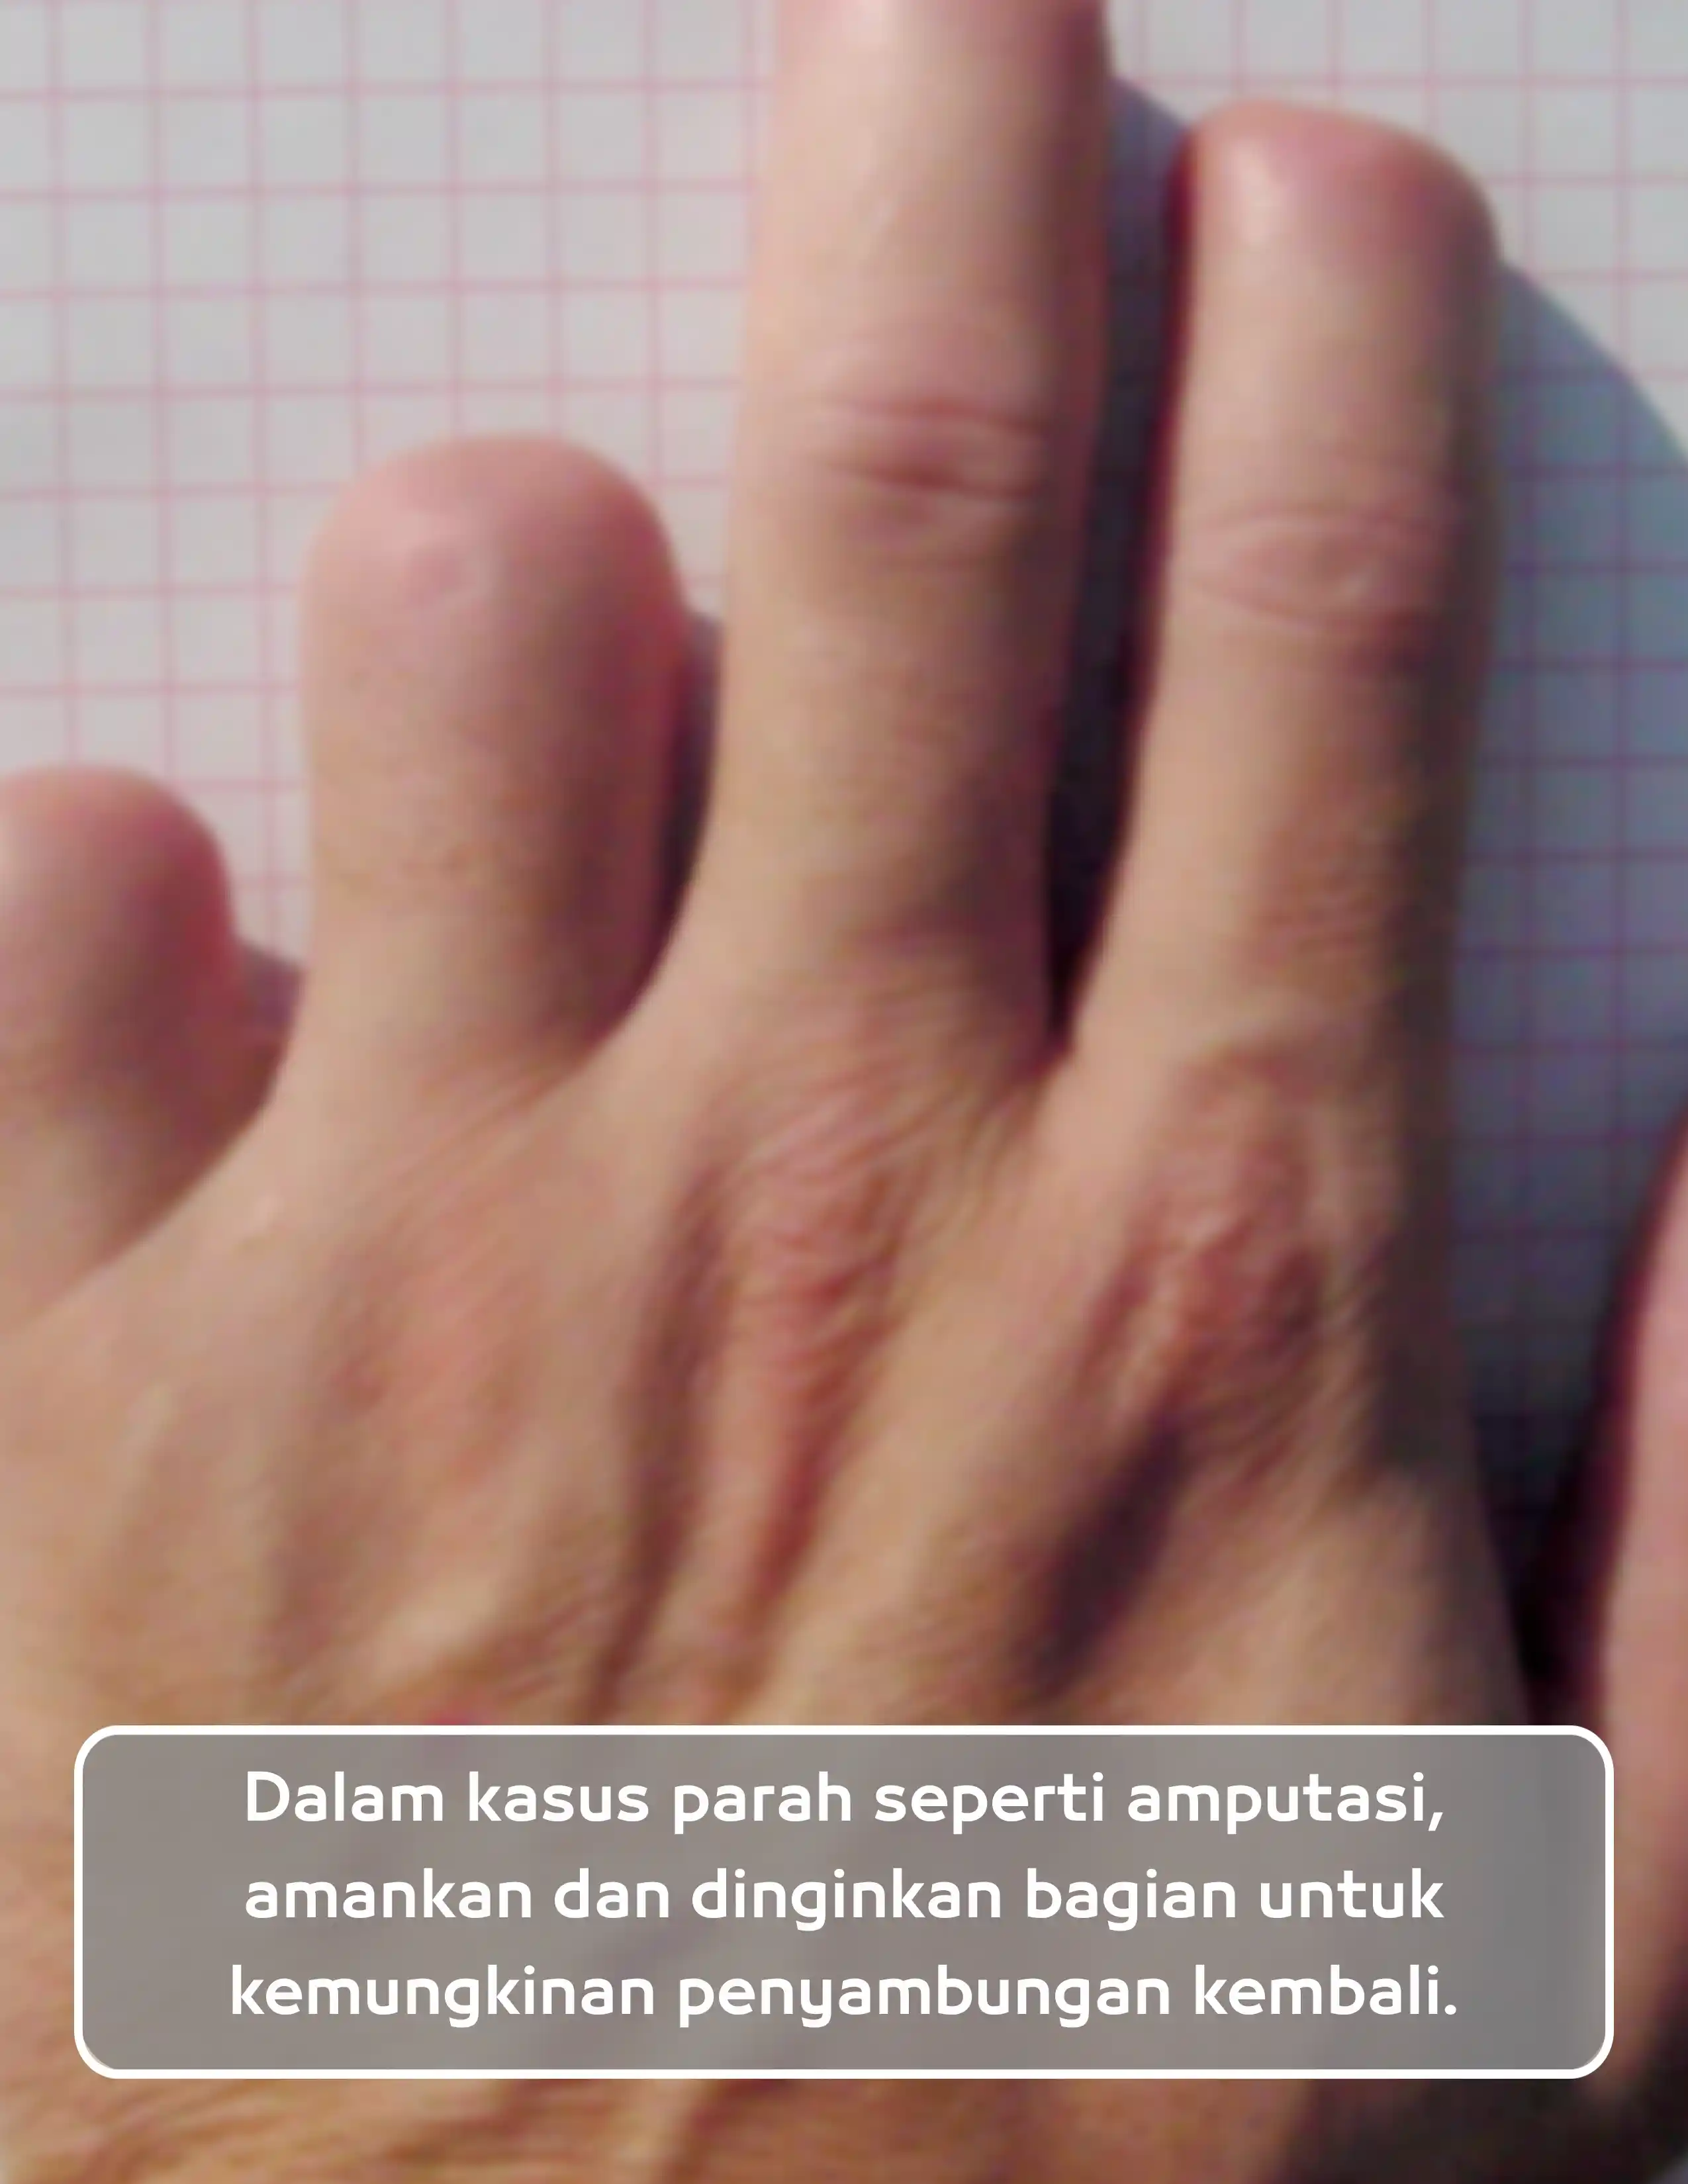 Dalam kasus parah seperti amputasi,
amankan dan dinginkan bagian untuk
kemungkinan penyambungan kembali.